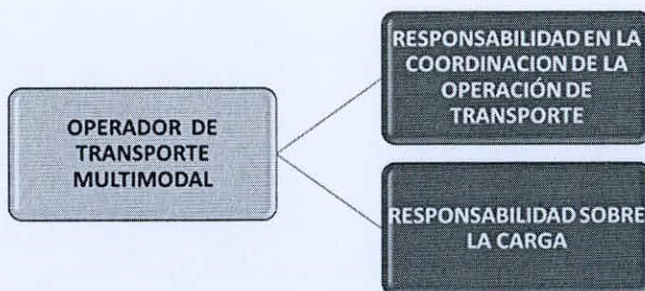 OPERADOR DE
TRANSPORTE
MULTIMODAL
RESPONSABILIDAD EN LA
COORDINACION DE LA
OPERACIÓN DE
TRANSPORTE
RESPONSABILIDAD SOBRE
LA CARGA